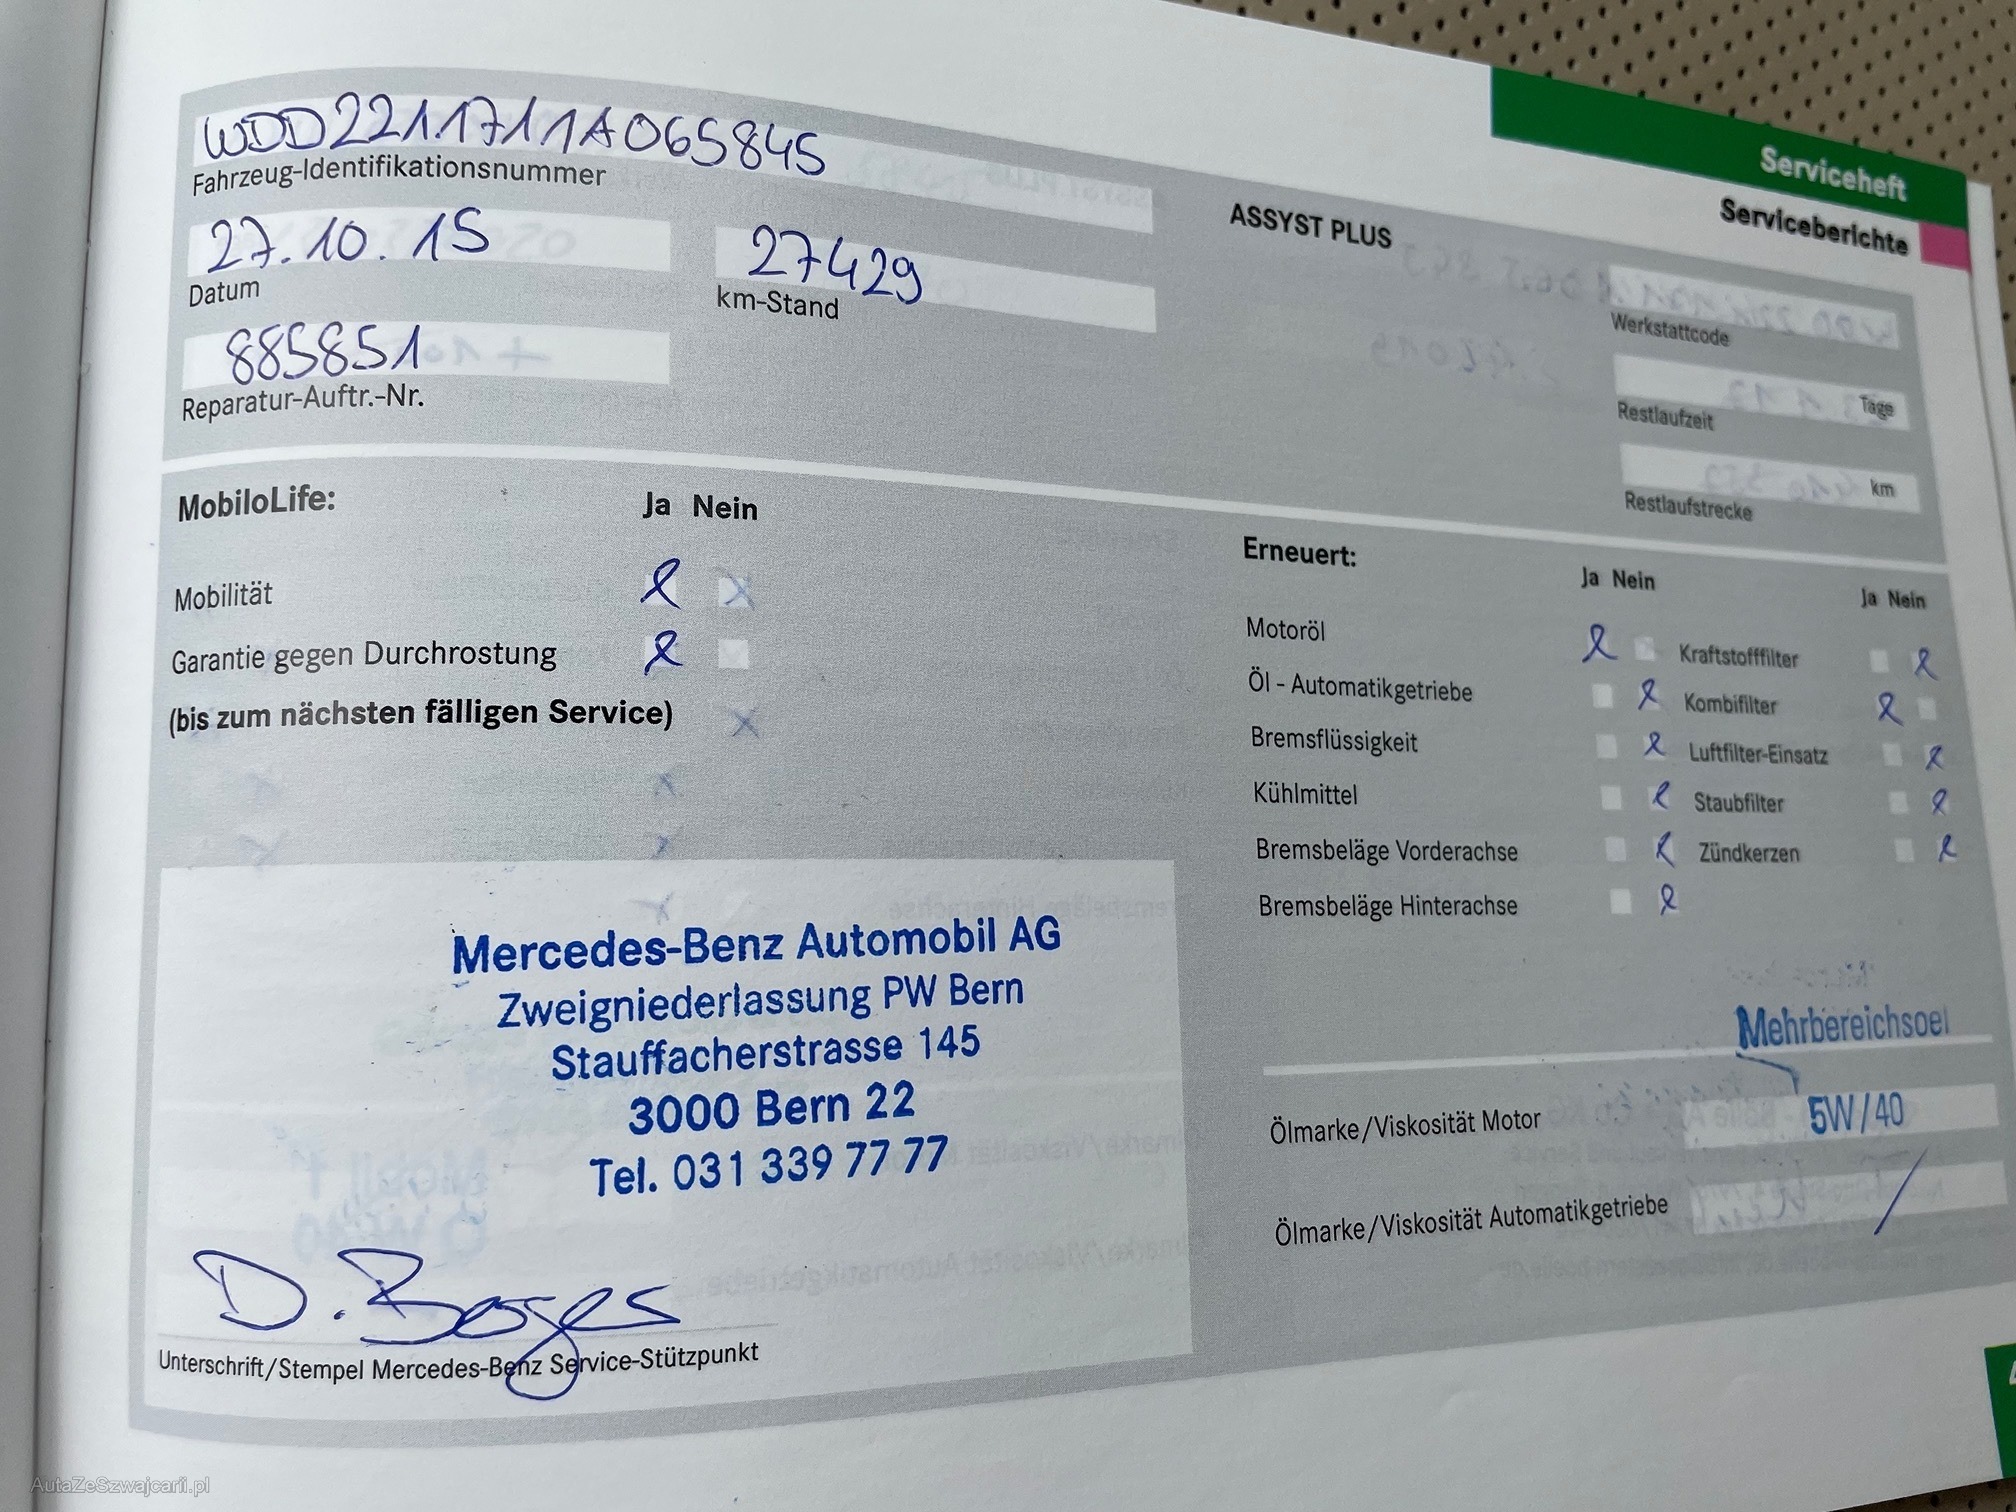 Serviceheft
Serviceberichte
WDD2211711A065845
Fahrzeug-Identifikationsnummer
27.10.15
Datum
27429
km-Stand
885851
Reparatur-Auftr.-Nr.
ASSYST PLUS
Werkstattcode
Tage
Restlaufzeit
km
Restlaufstrecke
MobiloLife:
Ja Nein
Mobilität
Garantie gegen Durchrostung
(bis zum nächsten fälligen Service)
Erneuert:
Ja Nein
Ja Nein
Motoröl
Kraftstofffilter
Öl - Automatikgetriebe
Kombifilter
Bremsflüssigkeit
Luftfilter-Einsatz
Kühlmittel
Staubfilter
Bremsbeläge Vorderachse
Zündkerzen
Bremsbeläge Hinterachse
Mercedes-Benz Automobil AG
Zweigniederlassung PW Bern
Stauffacherstrasse 145
3000 Bern 22
Tel. 031 339 77 77
D. Borges
Unterschrift/Stempel Mercedes-Benz Service-Stützpunkt
Mehrbereichsoel
Ölmarke/Viskosität Motor
5W/40
Ölmarke/Viskosität Automatikgetriebe
/
AutaZeSzwajcarii.pl